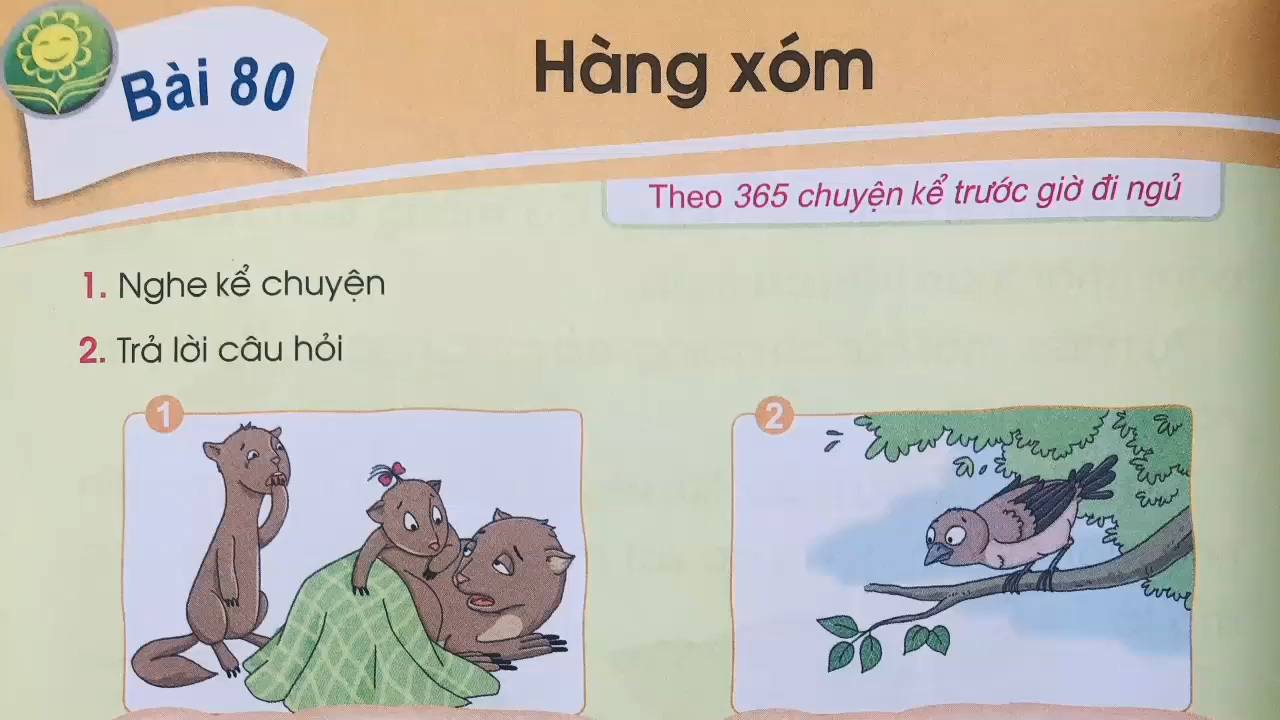 Bài 80
Hàng xóm
Theo 365 chuyện kể trước giờ đi ngủ
1. Nghe kể chuyện
2. Trả lời câu hỏi
1
2